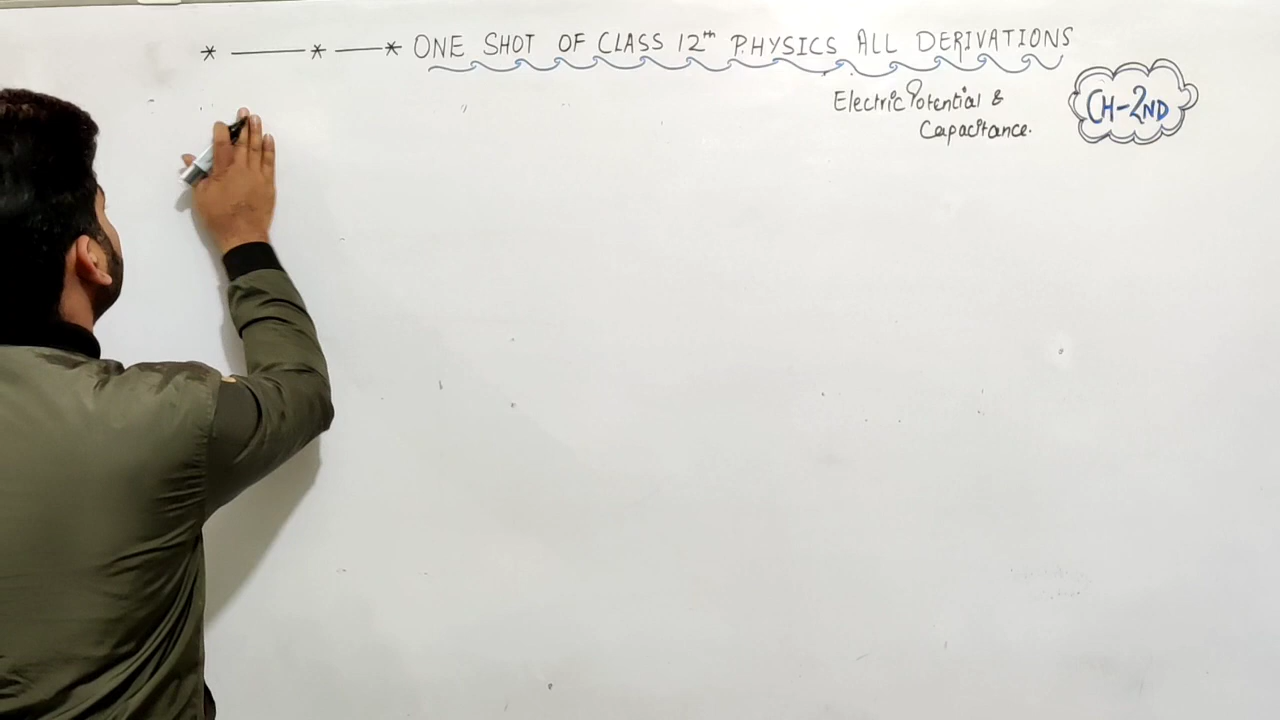 * —— * —— * ONE SHOT OF CLASS 12th PHYSICS ALL DERIVATIONS
Electric Potential &
Capacitance.
CH-2ND